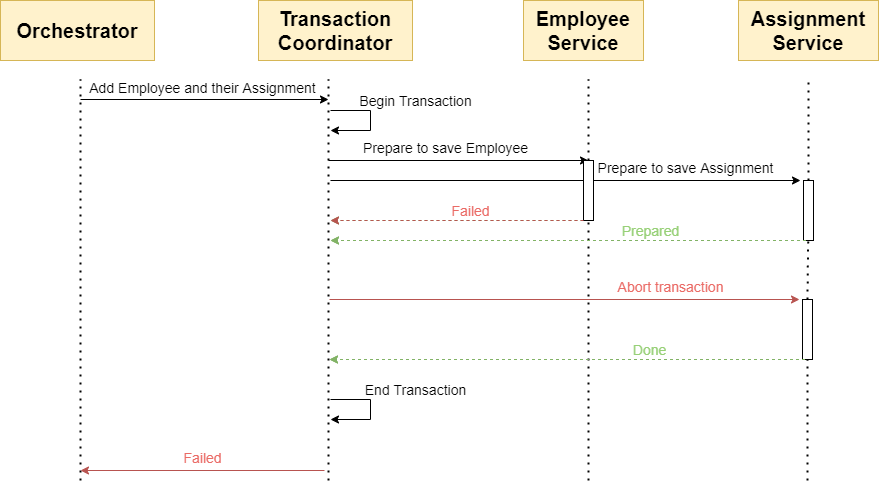 Orchestrator
Transaction
Coordinator
Employee
Service
Assignment
Service
Add Employee and their Assignment
Begin Transaction
Prepare to save Employee
Prepare to save Assignment
Failed
Prepared
Abort transaction
Done
End Transaction
Failed